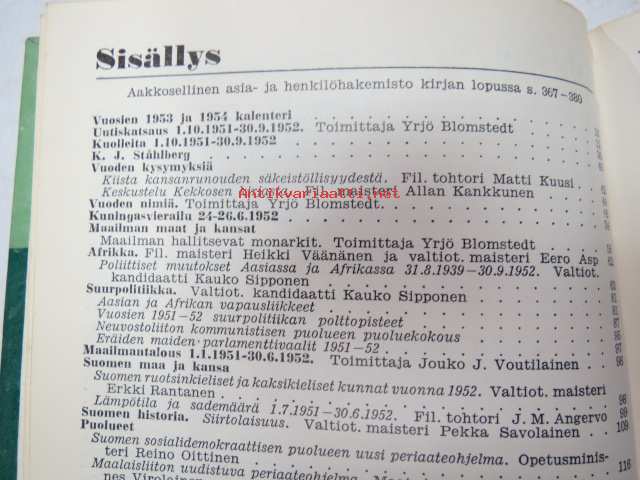 Sisällys
Aakkosellinen asia- ja henkilöhakemisto kirjan lopussa s. 367–380
Vuosien 1953 ja 1954 kalenteri
Uutiskatsaus 1.10.1951-30.9.1952. Toimittaja Yrjö Blomstedt
Kuolleita 1.10.1951-30.9.1952
K. J. Ståhlberg
Vuoden kysymyksiä
Kiista kansanrunouden säkeistöllisyydestä. Fil. tohtori Matti Kuusi
Keskustelu Kekkosen Fil. maisteri Allan Kankkunen
Antikvariaatti.net
Vuoden nimiä. Toimittaja Yrjö Blomstedt.
Kuningasvierailu 24-26.6.1952
Maailman maat ja kansat
Maailman hallitsevat monarkit. Toimittaja Yrjö Blomstedt
Afrikka. Fil. maisteri Heikki Väänänen ja valtiot. maisteri Eero Asp
Poliittiset muutokset Aasiassa ja Afrikassa 31.8.1939-30.9.1952. Valtiot.
kandidaatti Kauko Sipponen
Suurpolitiikka. Valtiot. kandidaatti Kauko Sipponen
Aasian ja Afrikan vapausliikkeet
Vuosien 1951-52 suurpolitiikan polttopisteet
Neuvostoliiton kommunistisen puolueen puoluekokous
Eräiden maiden parlamenttivaalit 1951-52 97
Maailmantalous 1.1.1951-30.6.1952. Toimittaja Jouko J. Voutilainen 98
Suomen maa ja kansa
Suomen ruotsinkieliset ja kaksikieliset kunnat vuonna 1952. Valtiot. maisteri
Erkki Rantanen 98
Lämpötila ja sademäärä 1.7.1951-30.6.1952. Fil. tohtori J. M. Angervo 99
Suomen historia. Siirtolaisuus. Valtiot. maisteri Pekka Savolainen 109
Puolueet
Suomen sosialidemokraattisen puolueen uusi periaateohjelma. Opetusminis-
teri Reino Oittinen 116
Maalaisliiton uudistuva periaateohjelma. Maatalousminis-